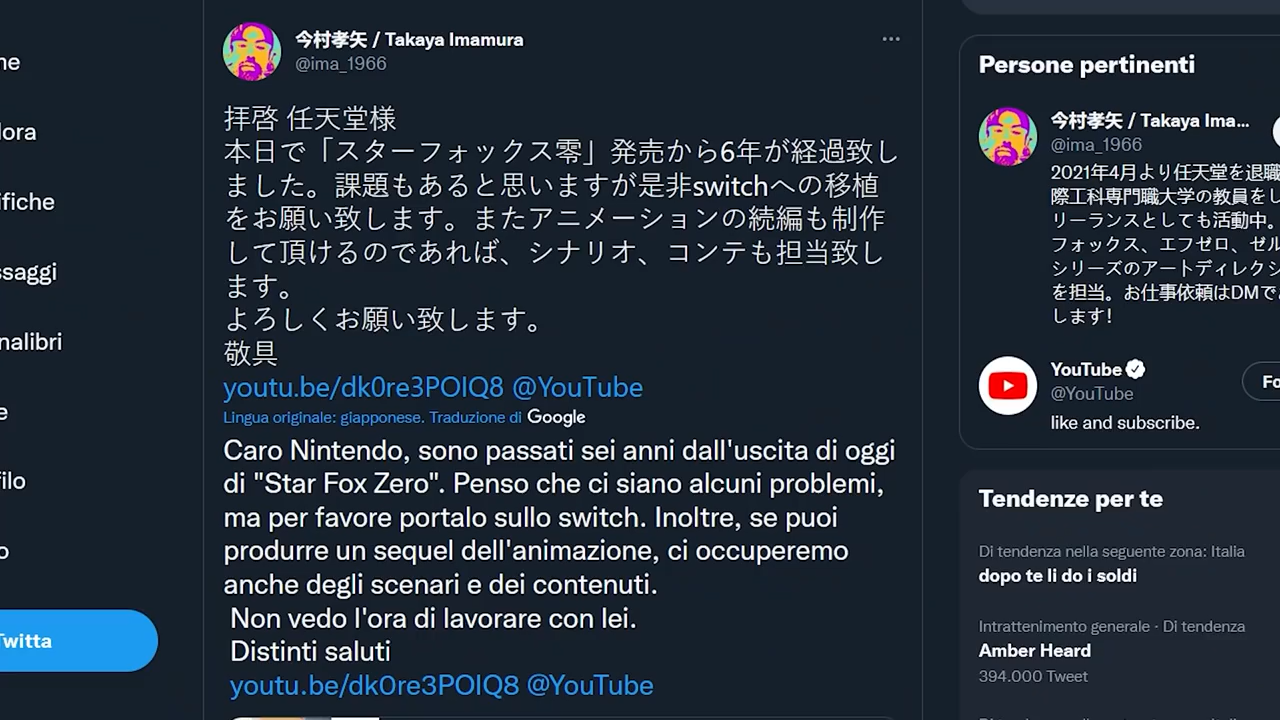 今村孝矢 / Takaya Imamura
@ima_1966
拝啓 任天堂様
本日で「スターフォックス零」発売から6年が経過致し
ました。課題もあると思いますが是非switchへの移植
をお願い致します。またアニメーションの続編も制作
して頂けるのであれば、シナリオ、コンテも担当致し
ます。
よろしくお願い致します。
敬具
youtu.be/dk0re3POIQ8 @YouTube
Lingua originale: giapponese. Traduzione di Google
Caro Nintendo, sono passati sei anni dall'uscita di oggi
di "Star Fox Zero". Penso che ci siano alcuni problemi,
ma per favore portalo sullo switch. Inoltre, se puoi
produrre un sequel dell'animazione, ci occuperemo
anche degli scenari e dei contenuti.
Non vedo l'ora di lavorare con lei.
Distinti saluti
youtu.be/dk0re3POIQ8 @YouTube
Persone pertinenti
今村孝矢 / Takaya Ima...
@ima_1966
2021年4月より任天堂を退職
際工科専門職大学の教員をし
リーランスとしても活動中。
フォックス、エフゼロ、ゼル
シリーズのアートディレクシ
を担当。お仕事依頼はDMで
します!
YouTube
@YouTube
Fo
like and subscribe.
Tendenze per te
Di tendenza nella seguente zona: Italia
dopo te li do i soldi
Intrattenimento generale · Di tendenza
Amber Heard
394.000 Tweet
ne
lora
ifiche
ssaggi
nalibri
e
filo
o
Twitta